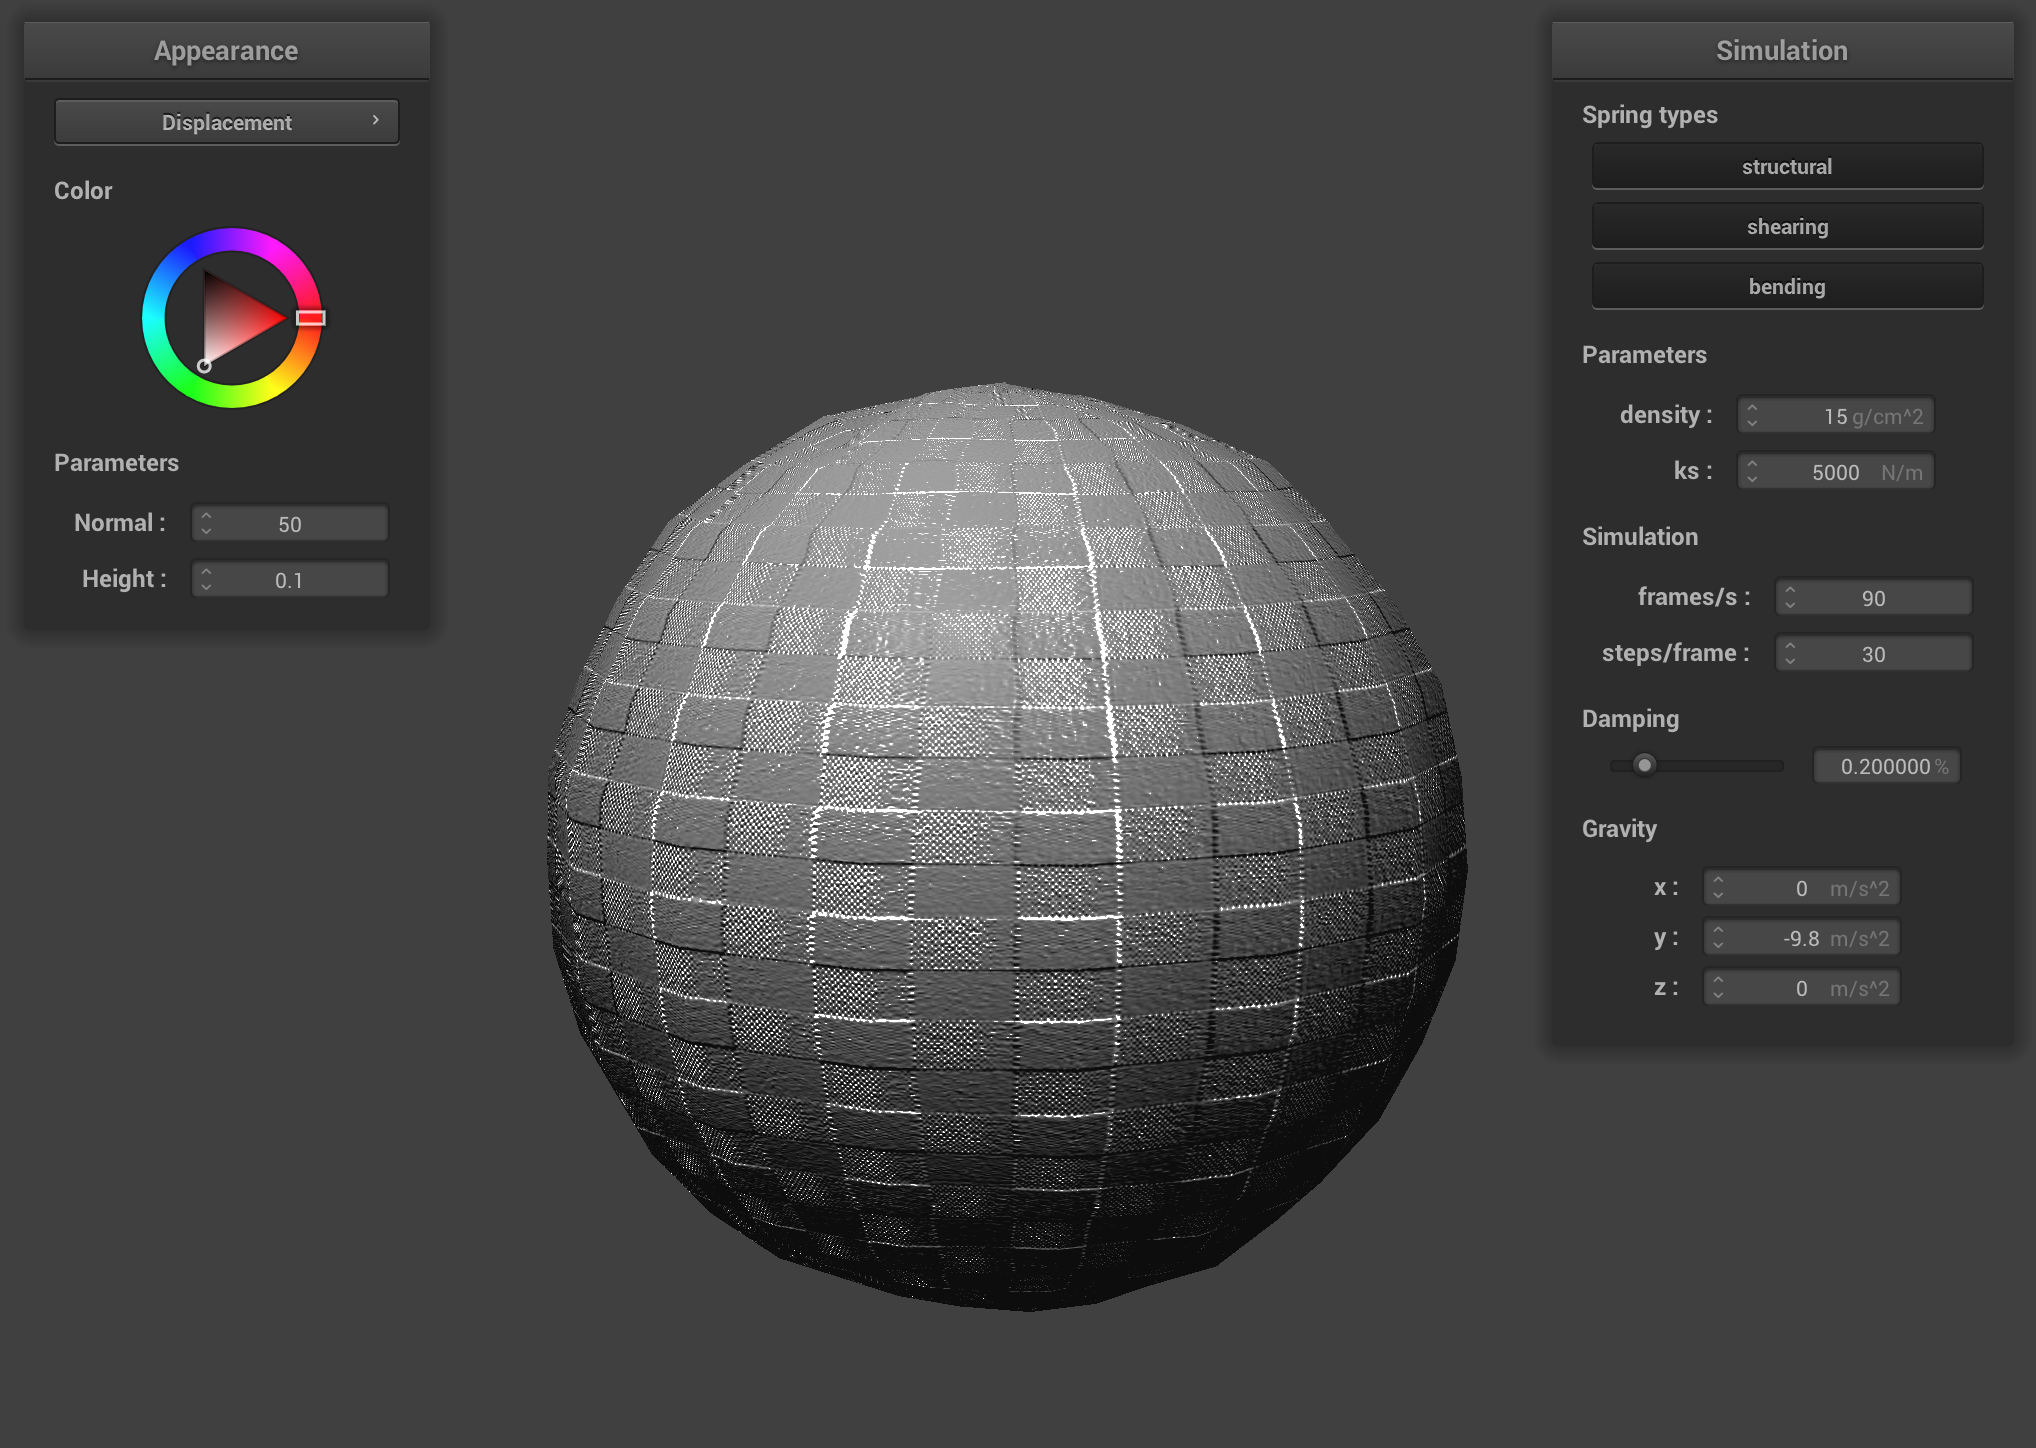 Appearance
Displacement
Color
Parameters
Normal : 50
Height : 0.1
Simulation
Spring types
structural
shearing
bending
Parameters
density : 15 g/cm^2
ks : 5000 N/m
Simulation
frames/s : 90
steps/frame : 30
Damping
0.200000 %
Gravity
x : 0 m/s^2
y : -9.8 m/s^2
z : 0 m/s^2